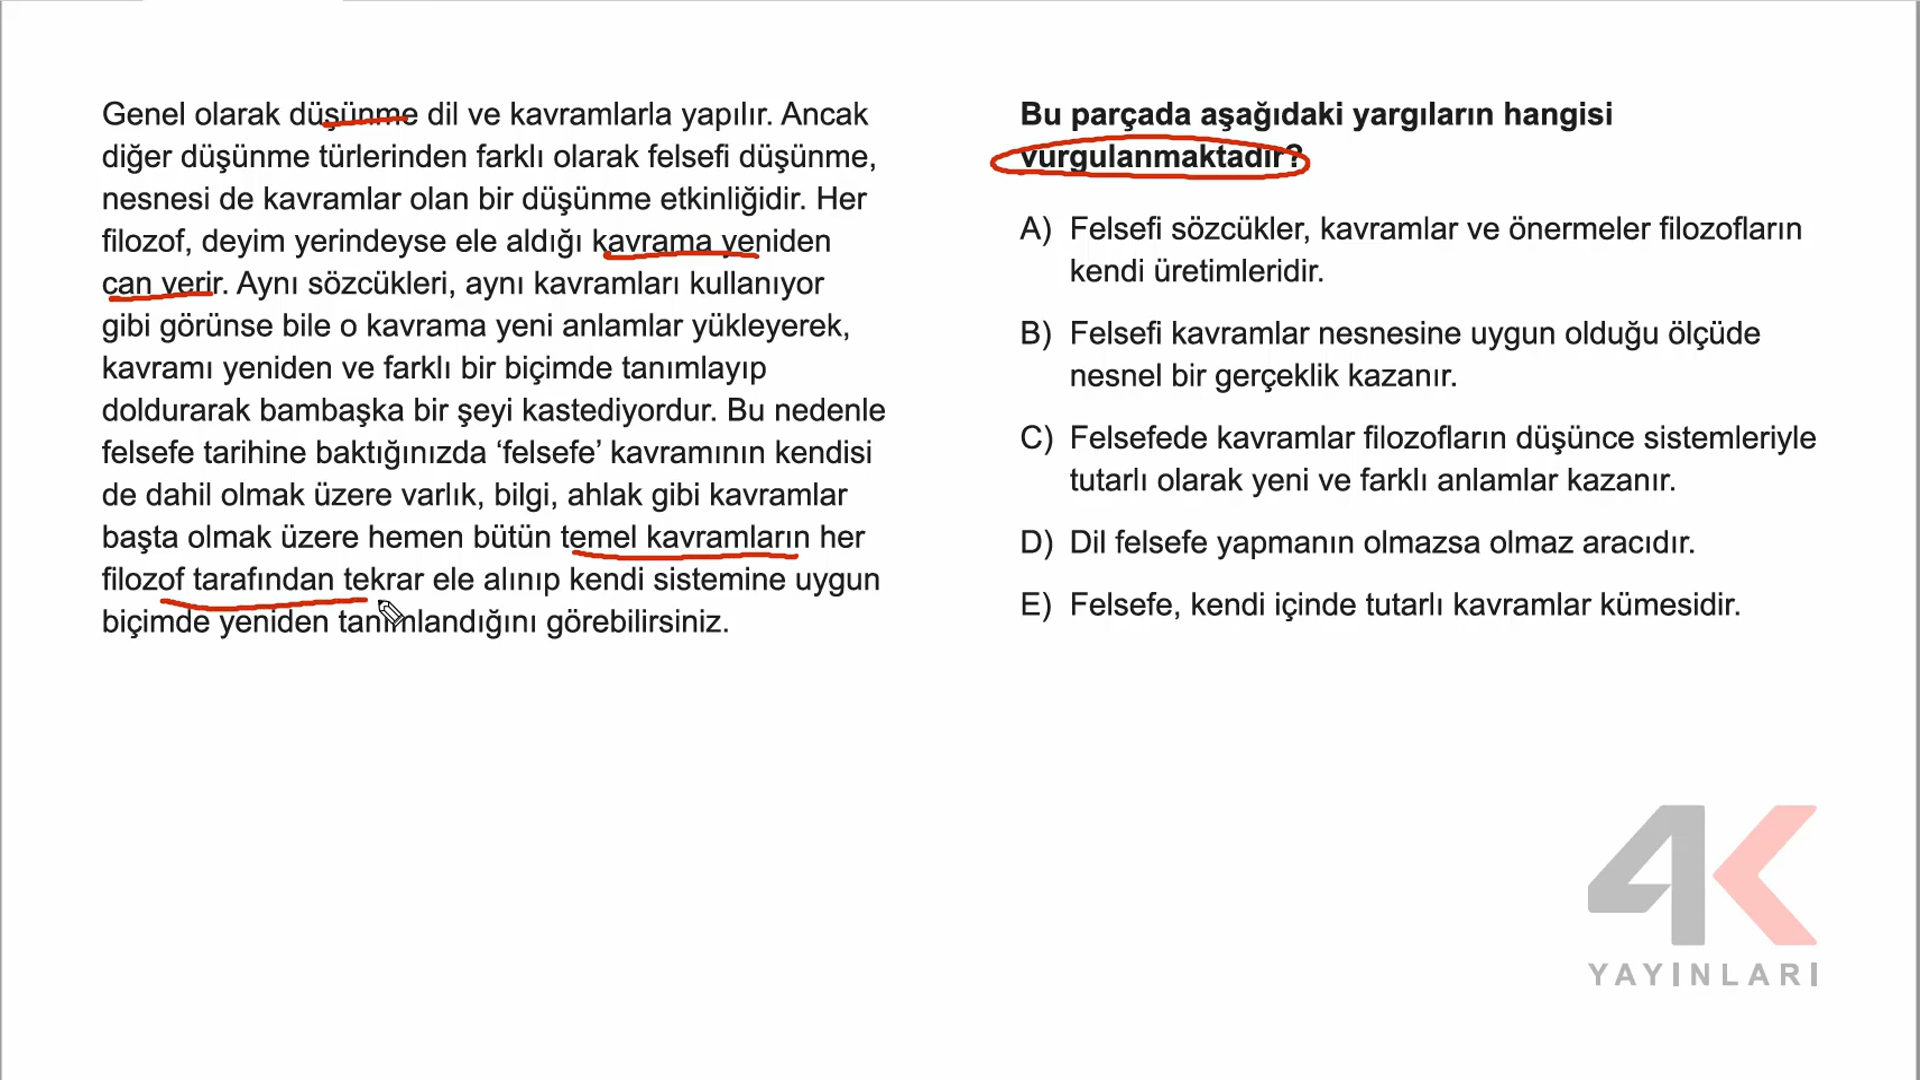 Genel olarak düşünme dil ve kavramlarla yapılır. Ancak
diğer düşünme türlerinden farklı olarak felsefi düşünme,
nesnesi de kavramlar olan bir düşünme etkinliğidir. Her
filozof, deyim yerindeyse ele aldığı kavrama yeniden
can verir. Aynı sözcükleri, aynı kavramları kullanıyor
gibi görünse bile o kavrama yeni anlamlar yükleyerek,
kavramı yeniden ve farklı bir biçimde tanımlayıp
doldurarak bambaşka bir şeyi kastediyordur. Bu nedenle
felsefe tarihine baktığınızda ‘felsefe’ kavramının kendisi
de dahil olmak üzere varlık, bilgi, ahlak gibi kavramlar
başta olmak üzere hemen bütün temel kavramların her
filozof tarafından tekrar ele alınıp kendi sistemine uygun
biçimde yeniden tanımlandığını görebilirsiniz.
Bu parçada aşağıdaki yargıların hangisi
vurgulanmaktadır?
A) Felsefi sözcükler, kavramlar ve önermeler filozofların
kendi üretimleridir.
B) Felsefi kavramlar nesnesine uygun olduğu ölçüde
nesnel bir gerçeklik kazanır.
C) Felsefede kavramlar filozofların düşünce sistemleriyle
tutarlı olarak yeni ve farklı anlamlar kazanır.
D) Dil felsefe yapmanın olmazsa olmaz aracıdır.
E) Felsefe, kendi içinde tutarlı kavramlar kümesidir.
4K
YAYINLARI